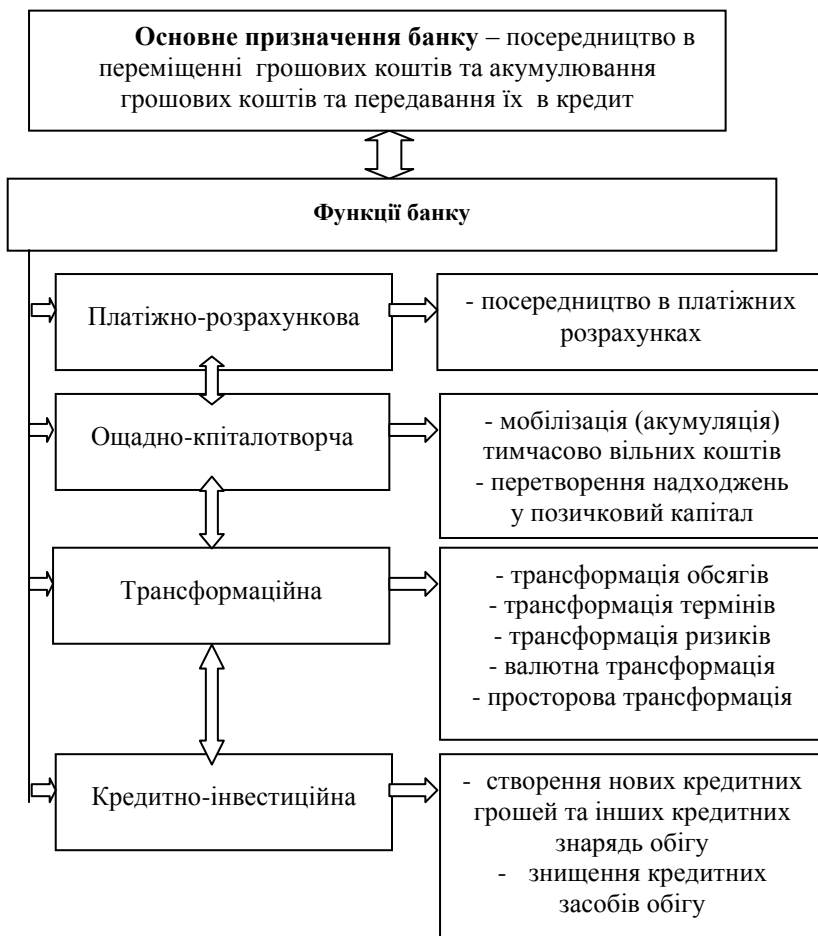 Основне призначення банку – посередництво в
переміщенні грошових коштів та акумулювання
грошових коштів та передавання їх в кредит
Функції банку
Платіжно-розрахункова
- посередництво в платіжних
розрахунках
Ощадно-кпіталотворча
- мобілізація (акумуляція)
тимчасово вільних коштів
- перетворення надходжень
у позичковий капітал
Трансформаційна
- трансформація обсягів
- трансформація термінів
- трансформація ризиків
- валютна трансформація
- просторова трансформація
Кредитно-інвестиційна
- створення нових кредитних
грошей та інших кредитних
знарядь обігу
- знищення кредитних
засобів обігу